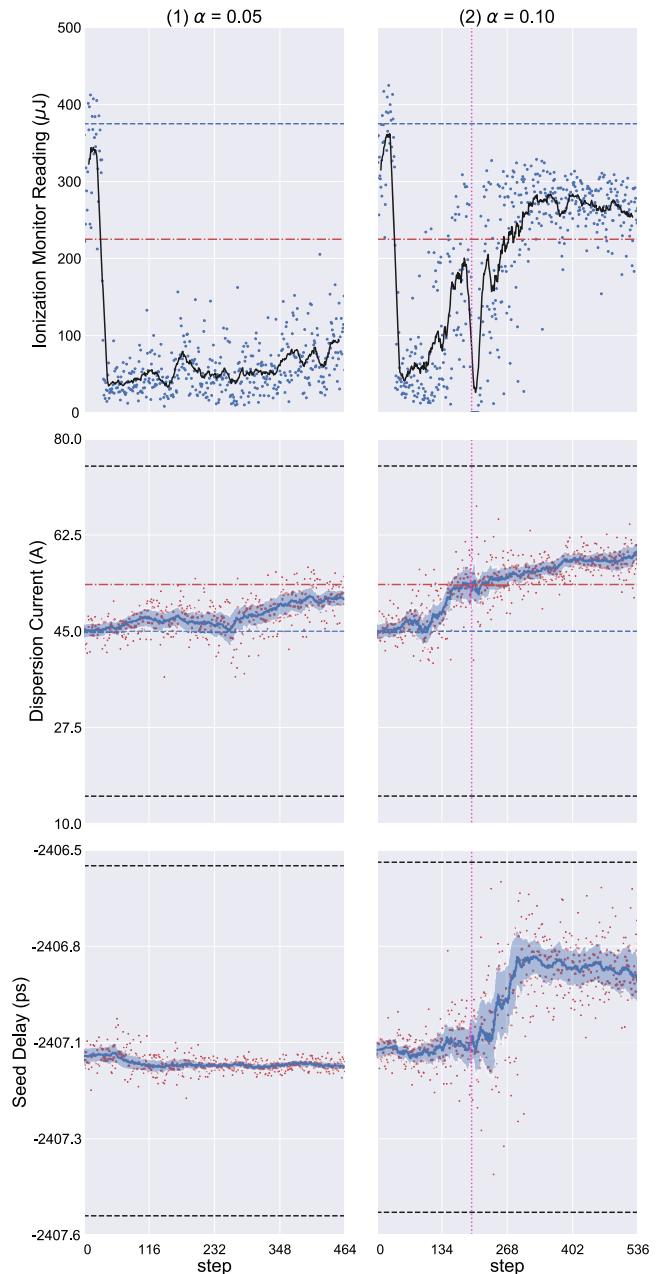 (1) α = 0.05
(2) α = 0.10
Ionization Monitor Reading (μJ)
500
400
300
200
100
0
Dispersion Current (A)
80.0
62.5
45.0
27.5
10.0
Seed Delay (ps)
-2406.5
-2406.8
-2407.1
-2407.3
-2407.6
0 116 232 348 464
0 134 268 402 536
step
step